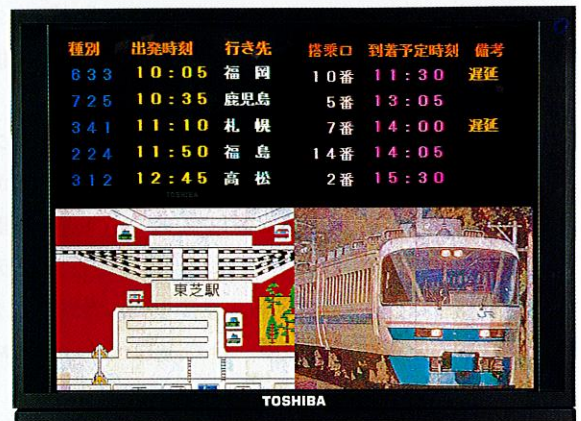 種別 出発時刻 行き先 搭乗口 到着予定時刻 備考
633 10:05 福岡 10番 11:30 遅延
725 10:35 鹿児島 5番 13:05
341 11:10 札幌 7番 14:00 遅延
224 11:50 福島 14番 14:05
312 12:45 高松 2番 15:30
TOSHIBA
東芝駅
JR
TOSHIBA